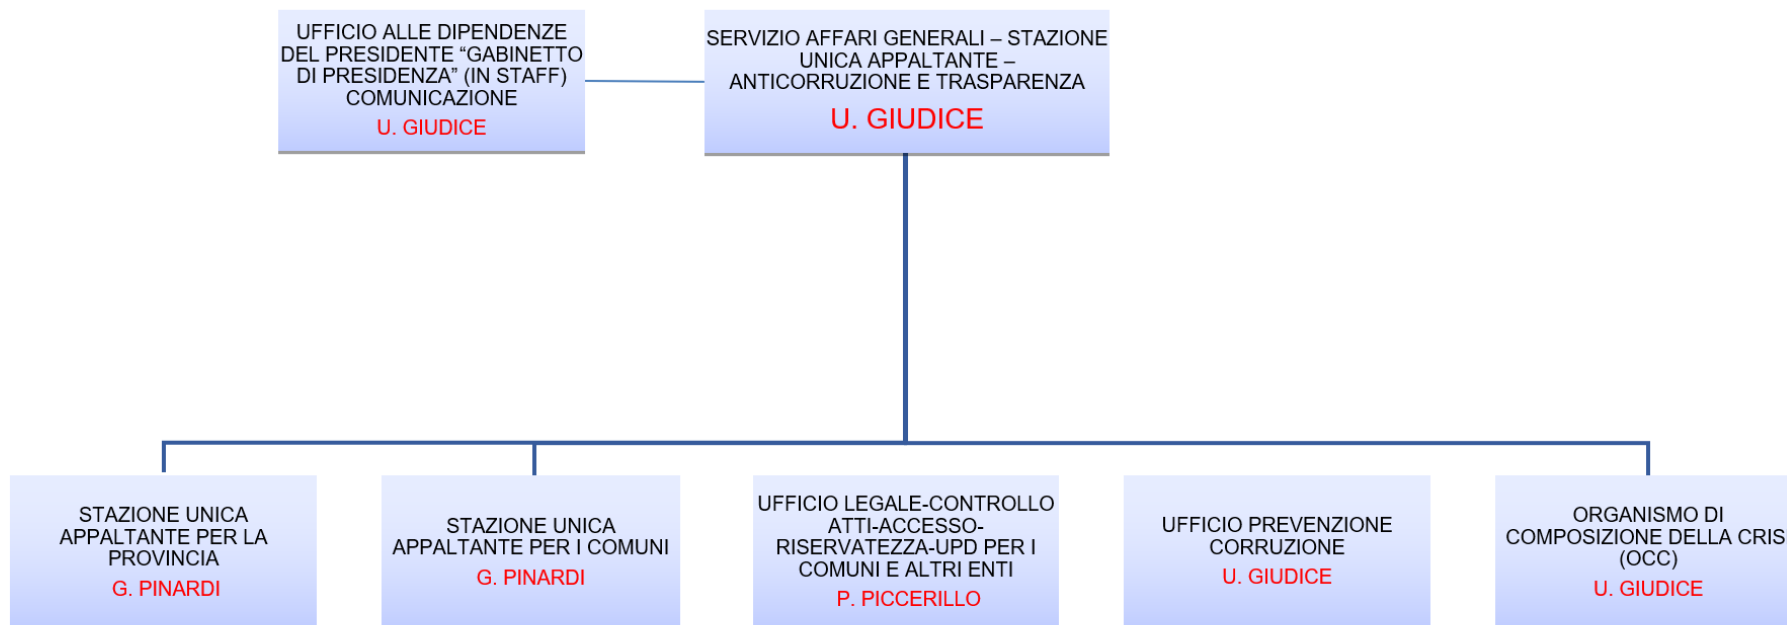 UFFICIO ALLE DIPENDENZE
DEL PRESIDENTE “GABINETTO
DI PRESIDENZA” (IN STAFF)
COMUNICAZIONE
U. GIUDICE
SERVIZIO AFFARI GENERALI – STAZIONE
UNICA APPALTANTE –
ANTICORRUZIONE E TRASPARENZA
U. GIUDICE
STAZIONE UNICA
APPALTANTE PER LA
PROVINCIA
G. PINARDI
STAZIONE UNICA
APPALTANTE PER I COMUNI
G. PINARDI
UFFICIO LEGALE-CONTROLLO
ATTI-ACCESSO-
RISERVATEZZA-UPD PER I
COMUNI E ALTRI ENTI
P. PICCERILLO
UFFICIO PREVENZIONE
CORRUZIONE
U. GIUDICE
ORGANISMO DI
COMPOSIZIONE DELLA CRIS
(OCC)
U. GIUDICE